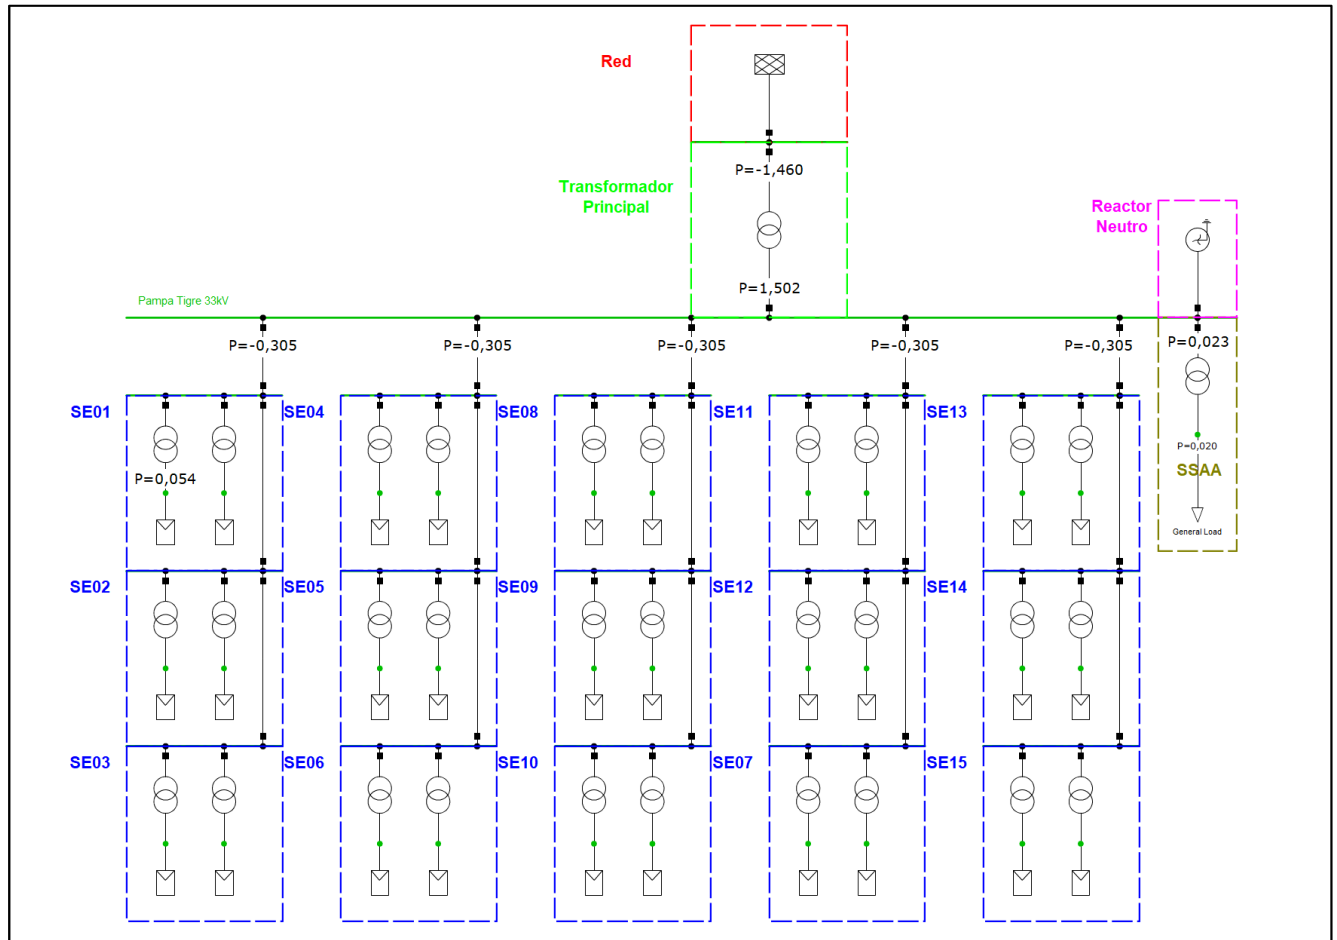 Red
P=-1,460
Transformador
Principal
Reactor
Neutro
P=1,502
Pampa Tigre 33kV
P=-0,305
P=-0,305
P=-0,305
P=-0,305
P=-0,305
P=0,023
SE01
SE04
SE08
SE11
SE13
P=0,054
P=0,020
SSAA
General Load
SE02
SE05
SE09
SE12
SE14
SE03
SE06
SE10
SE07
SE15